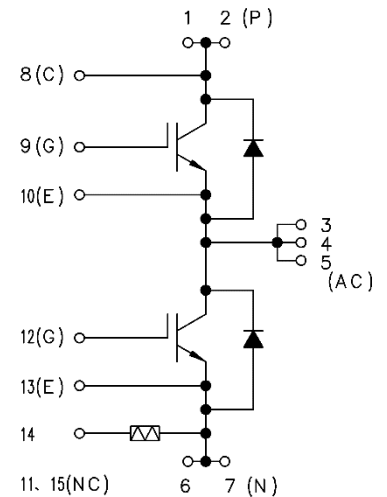 1 2 (P)
8(C)
9(G)
10(E)
3
4
5
(AC)
12(G)
13(E)
14
11、15(NC) 6 7 (N)